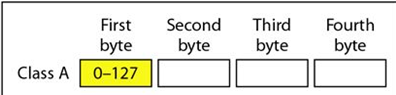 First Second Third Fourth
byte byte byte byte
Class A 0–127